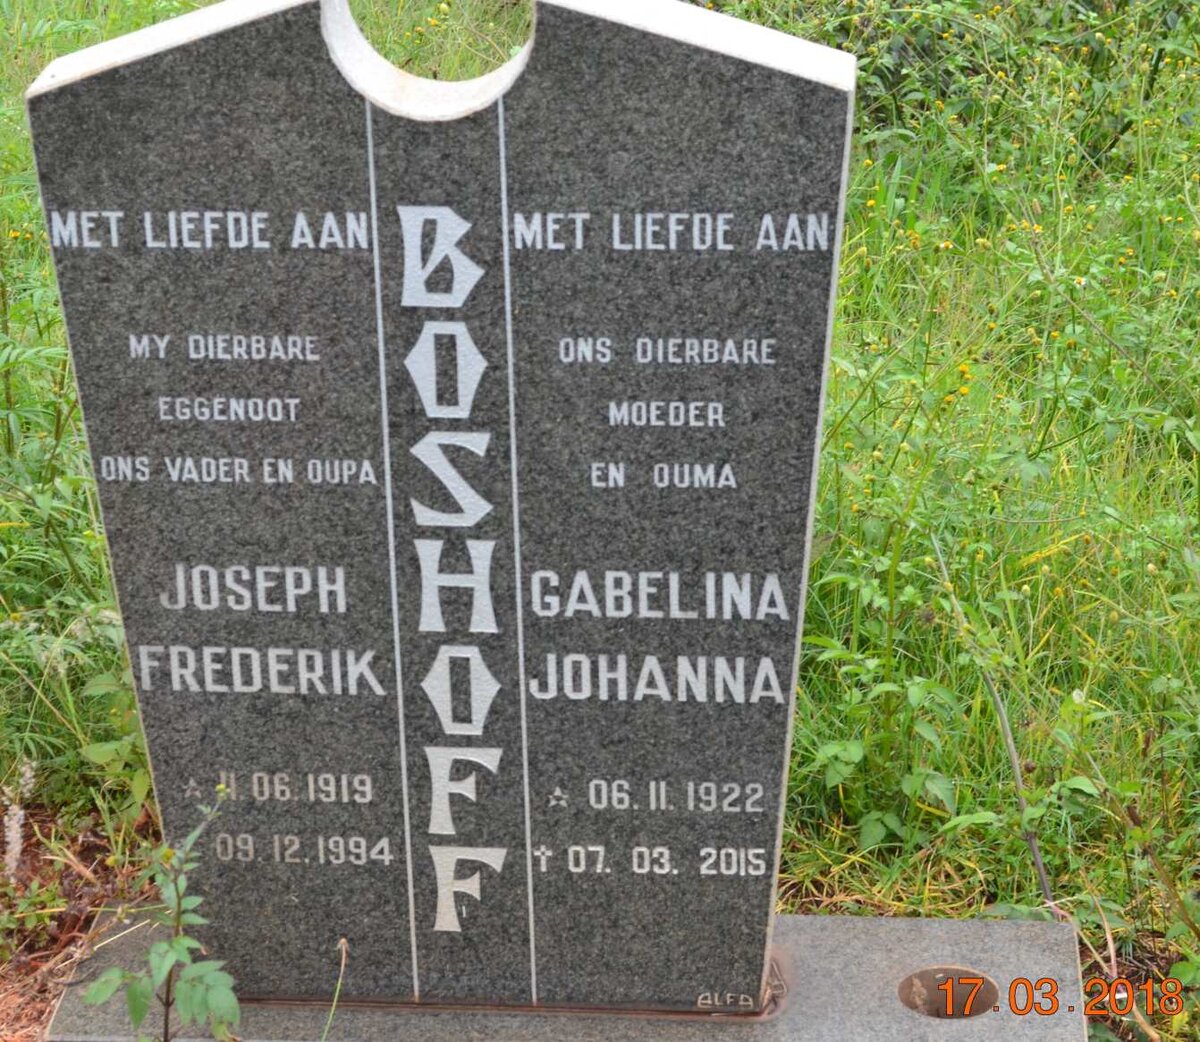 MET LIEFDE AAN
MY DIERBARE
EGGENOOT
ONS VADER EN OUPA
JOSEPH
FREDERIK
☆ 11.06.1919
09.12.1994
BOSHOFF
MET LIEFDE AAN
ONS DIERBARE
MOEDER
EN OUMA
GABELINA
JOHANNA
☆ 06.11.1922
✝ 07.03.2015
ALFA
17.03.2018